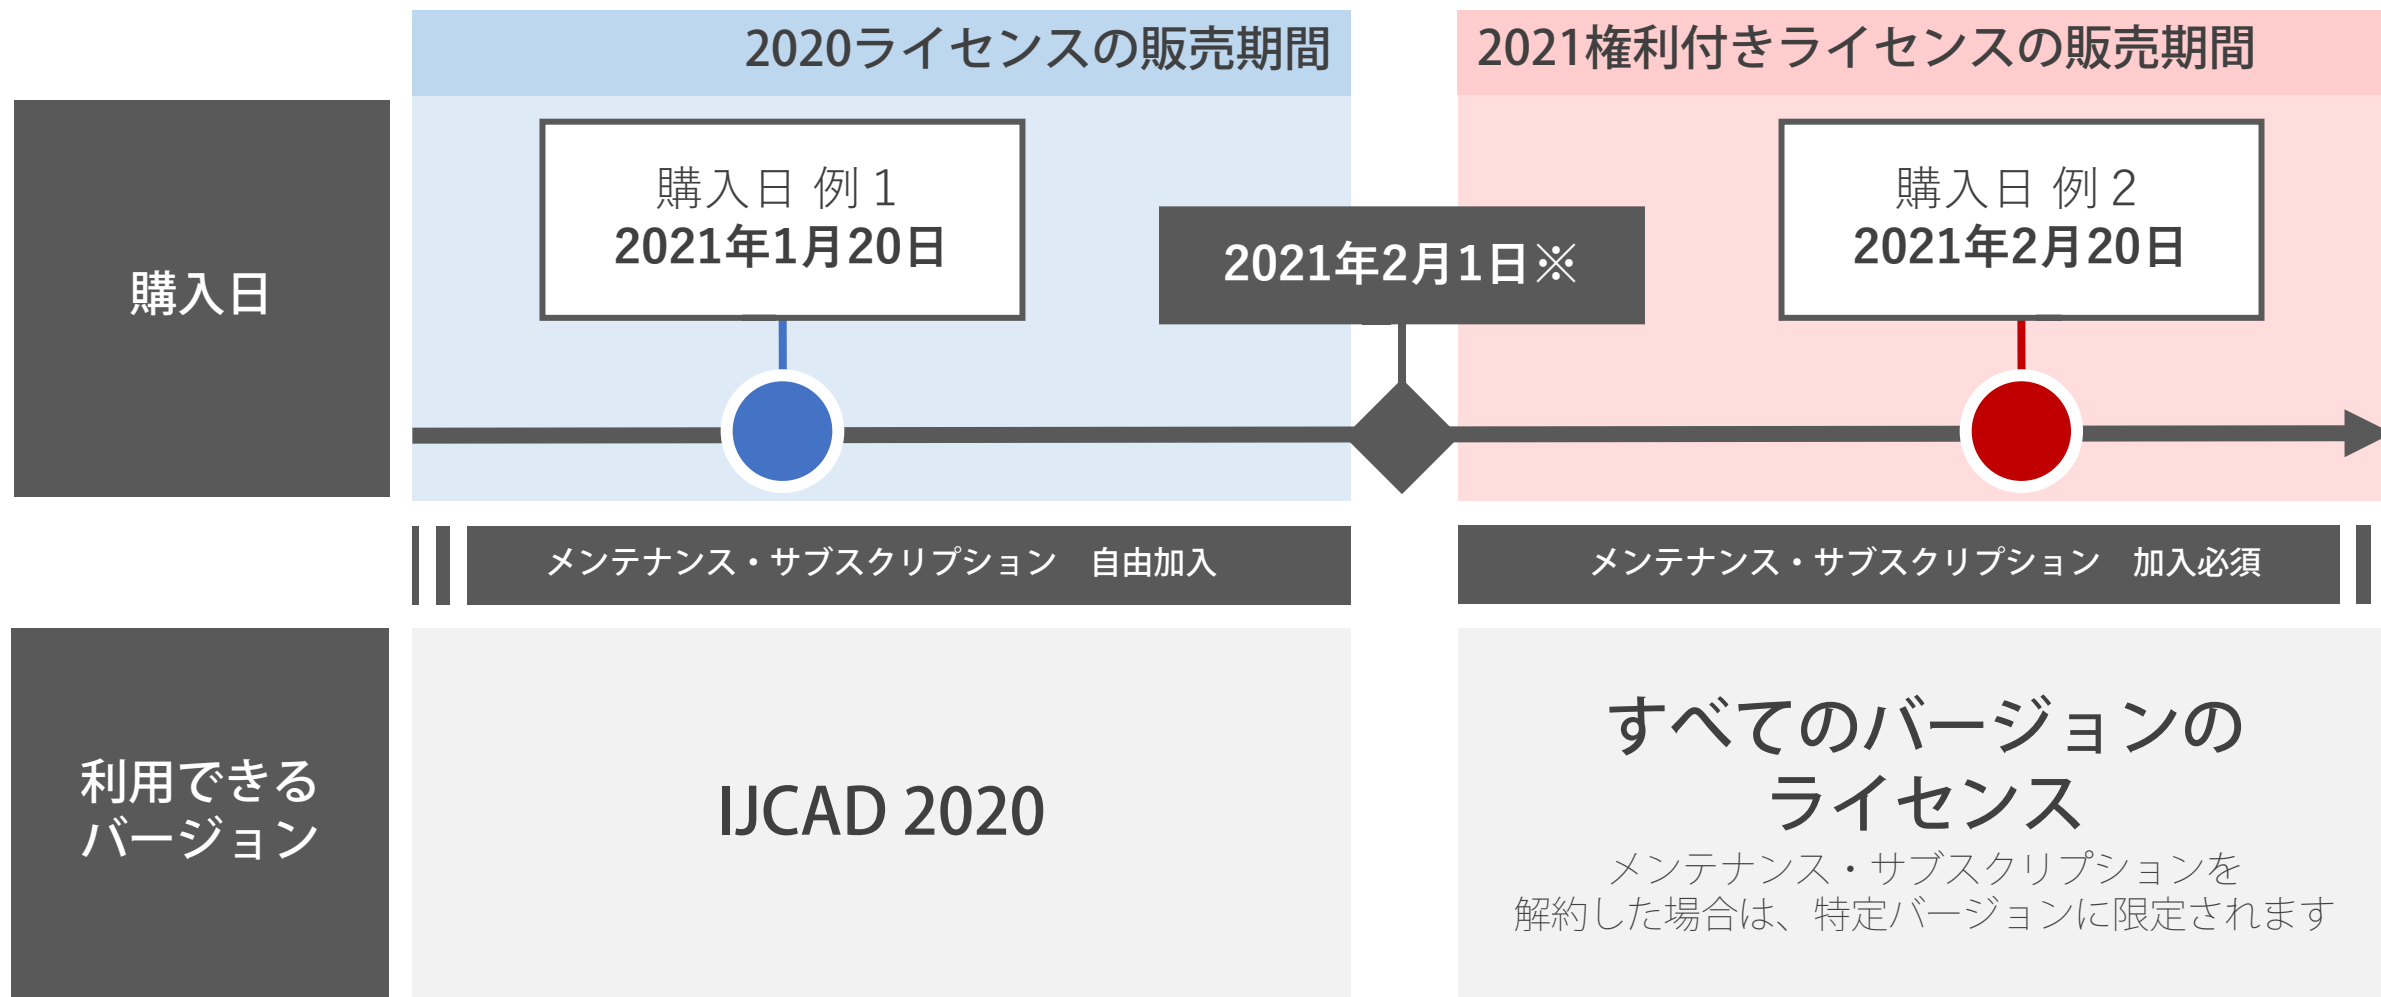 2020ライセンスの販売期間
2021権利付きライセンスの販売期間
購入日
購入日 例1
2021年1月20日
2021年2月1日※
購入日 例2
2021年2月20日
メンテナンス・サブスクリプション　自由加入
メンテナンス・サブスクリプション　加入必須
利用できる
バージョン
IJCAD 2020
すべてのバージョンの
ライセンス
メンテナンス・サブスクリプションを
解約した場合は、特定バージョンに限定されます